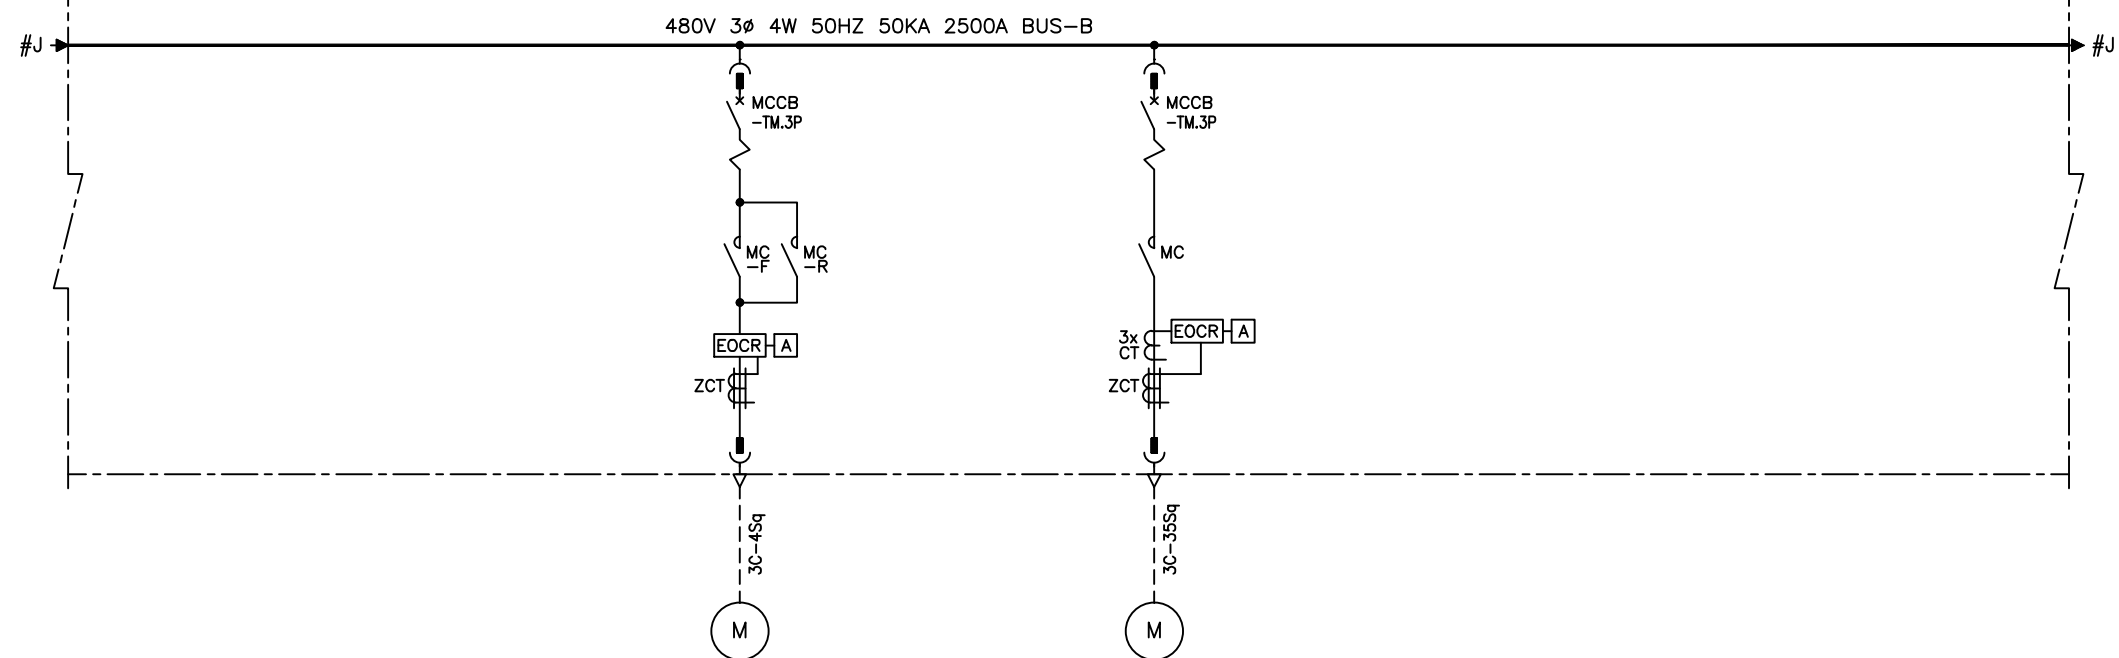 480V 3ø 4W 50HZ 50KA 2500A BUS-B
#J
#J
MCCB
-TM.3P
MCCB
-TM.3P
MC
-F
MC
-R
MC
EOCR
A
3x
CT
EOCR
A
ZCT
ZCT
3C-4Sq
3C-35Sq
M
M